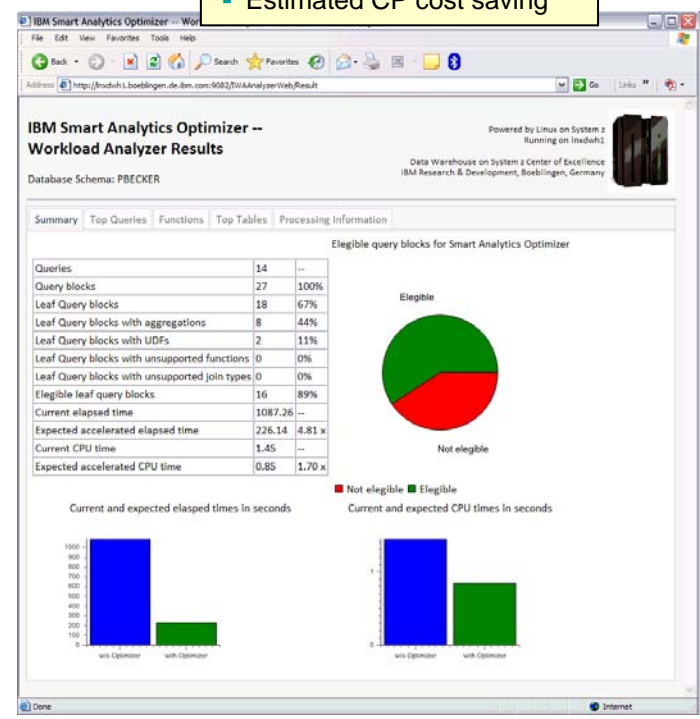 ▪ Estimated CP cost saving
IBM Smart Analytics Optimizer -- Wor
File Edit View Favorites Tools Help
Back Search Favorites
Address http://lnxdwh1.boeblingen.de.ibm.com:9082/IWAAnalyzerWeb/Result Go Links »
IBM Smart Analytics Optimizer --
Workload Analyzer Results
Powered by Linux on System z
Running on lnxdwh1
Data Warehouse on System z Center of Excellence
IBM Research & Development, Boeblingen, Germany
Database Schema: PBECKER
Summary Top Queries Functions Top Tables Processing Information
Elegible query blocks for Smart Analytics Optimizer
Queries 14 --
Query blocks 27 100%
Leaf Query blocks 18 67%
Leaf Query blocks with aggregations 8 44%
Leaf Query blocks with UDFs 2 11%
Leaf Query blocks with unsupported functions 0 0%
Leaf Query blocks with unsupported join types 0 0%
Elegible leaf query blocks 16 89%
Current elapsed time 1087.26 --
Expected accelerated elapsed time 226.14 4.81 x
Current CPU time 1.45 --
Expected accelerated CPU time 0.85 1.70 x
Elegible
Not elegible
Not elegible Elegible
Current and expected elasped times in seconds
Current and expected CPU times in seconds
1000
900
800
700
600
500
400
300
200
100
0
w/o Optimizer with Optimizer
1
0
w/o Optimizer with Optimizer
Done Internet